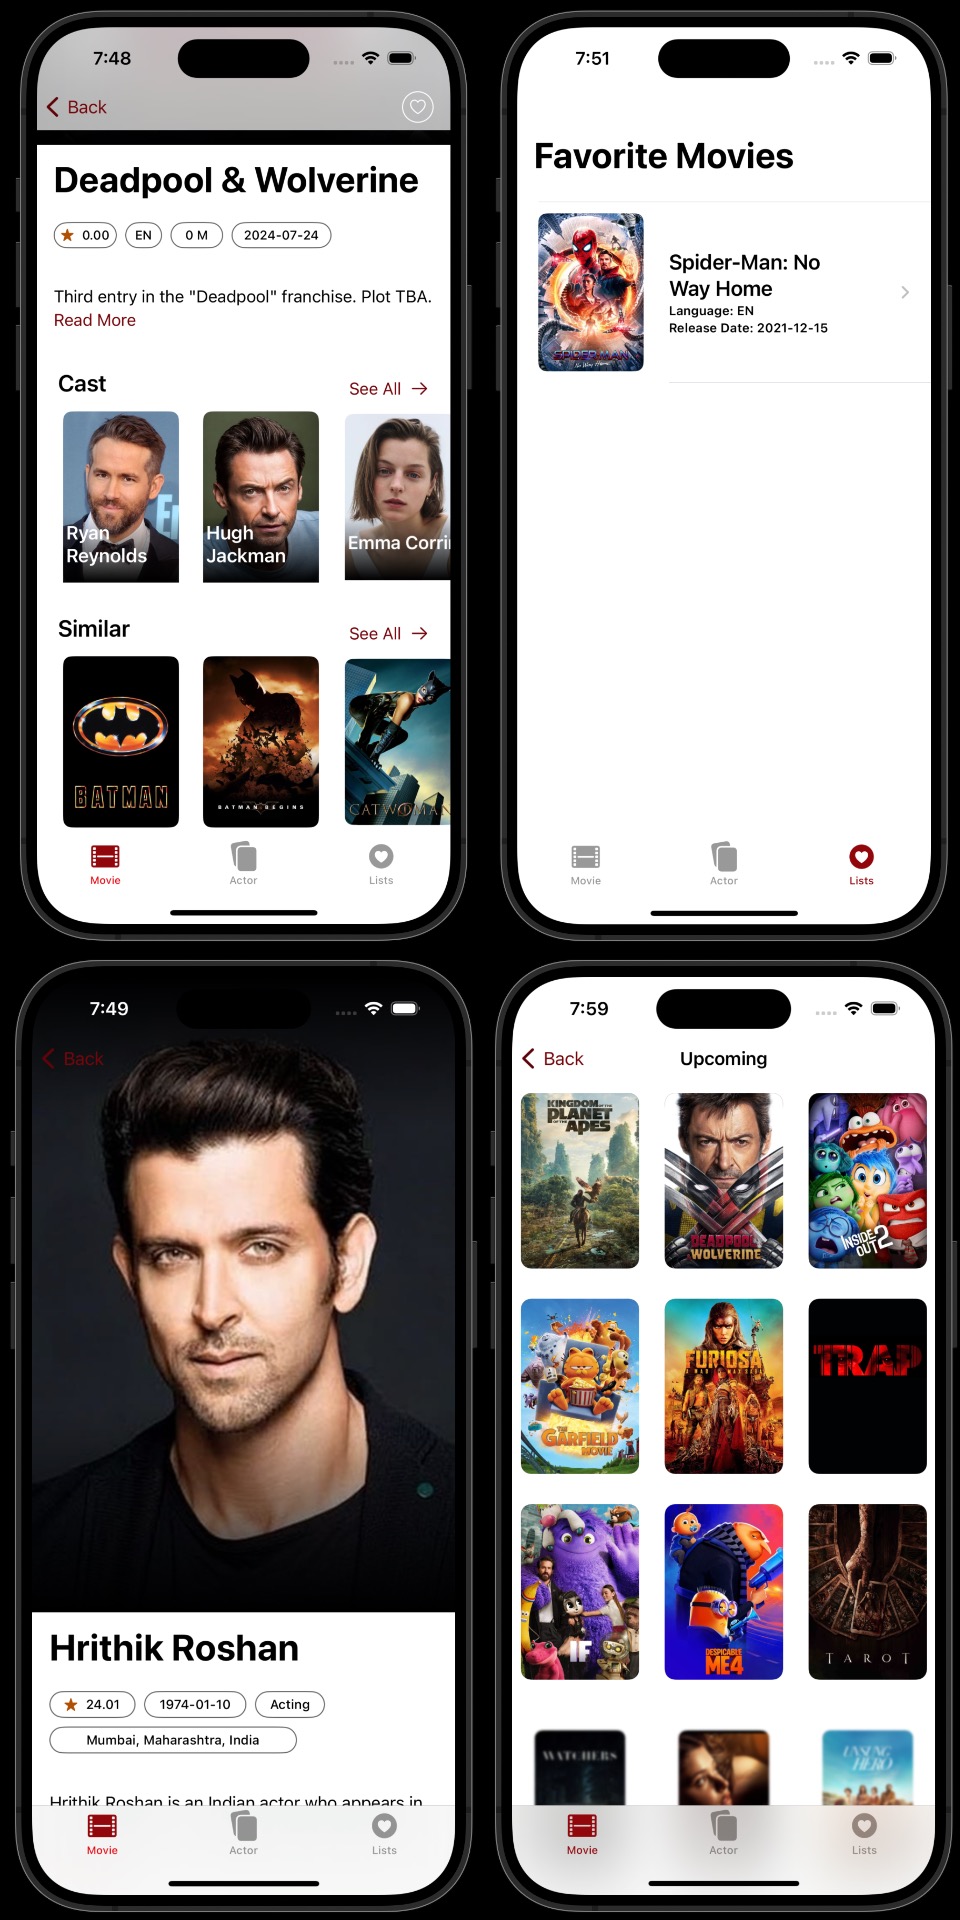 7:48
Back
Deadpool & Wolverine
0.00
EN
0 M
2024-07-24
Third entry in the "Deadpool" franchise. Plot TBA.
Read More
Cast
See All
Ryan
Reynolds
Hugh
Jackman
Emma Corri
Similar
See All
BATMAN
BATMAN BEGINS
CATWOMAN
Movie
Actor
Lists
7:51
Favorite Movies
SPIDER-MAN
No Way Home
Spider-Man: No
Way Home
Language: EN
Release Date: 2021-12-15
Movie
Actor
Lists
7:49
Back
Hrithik Roshan
24.01
1974-01-10
Acting
Mumbai, Maharashtra, India
Hrithik Roshan is an Indian actor who appears in
Movie
Actor
Lists
7:59
Back
Upcoming
KINGDOM OF THE
PLANET
OF THE
APES
DEADPOOL
WOLVERINE
INSIDE
OUT 2
THE
GARFIELD
MOVIE
FURIOSA
TRAP
IF
DESPICABLE
ME4
TAROT
WATCHERS
UNSUNG
HERO
Movie
Actor
Lists